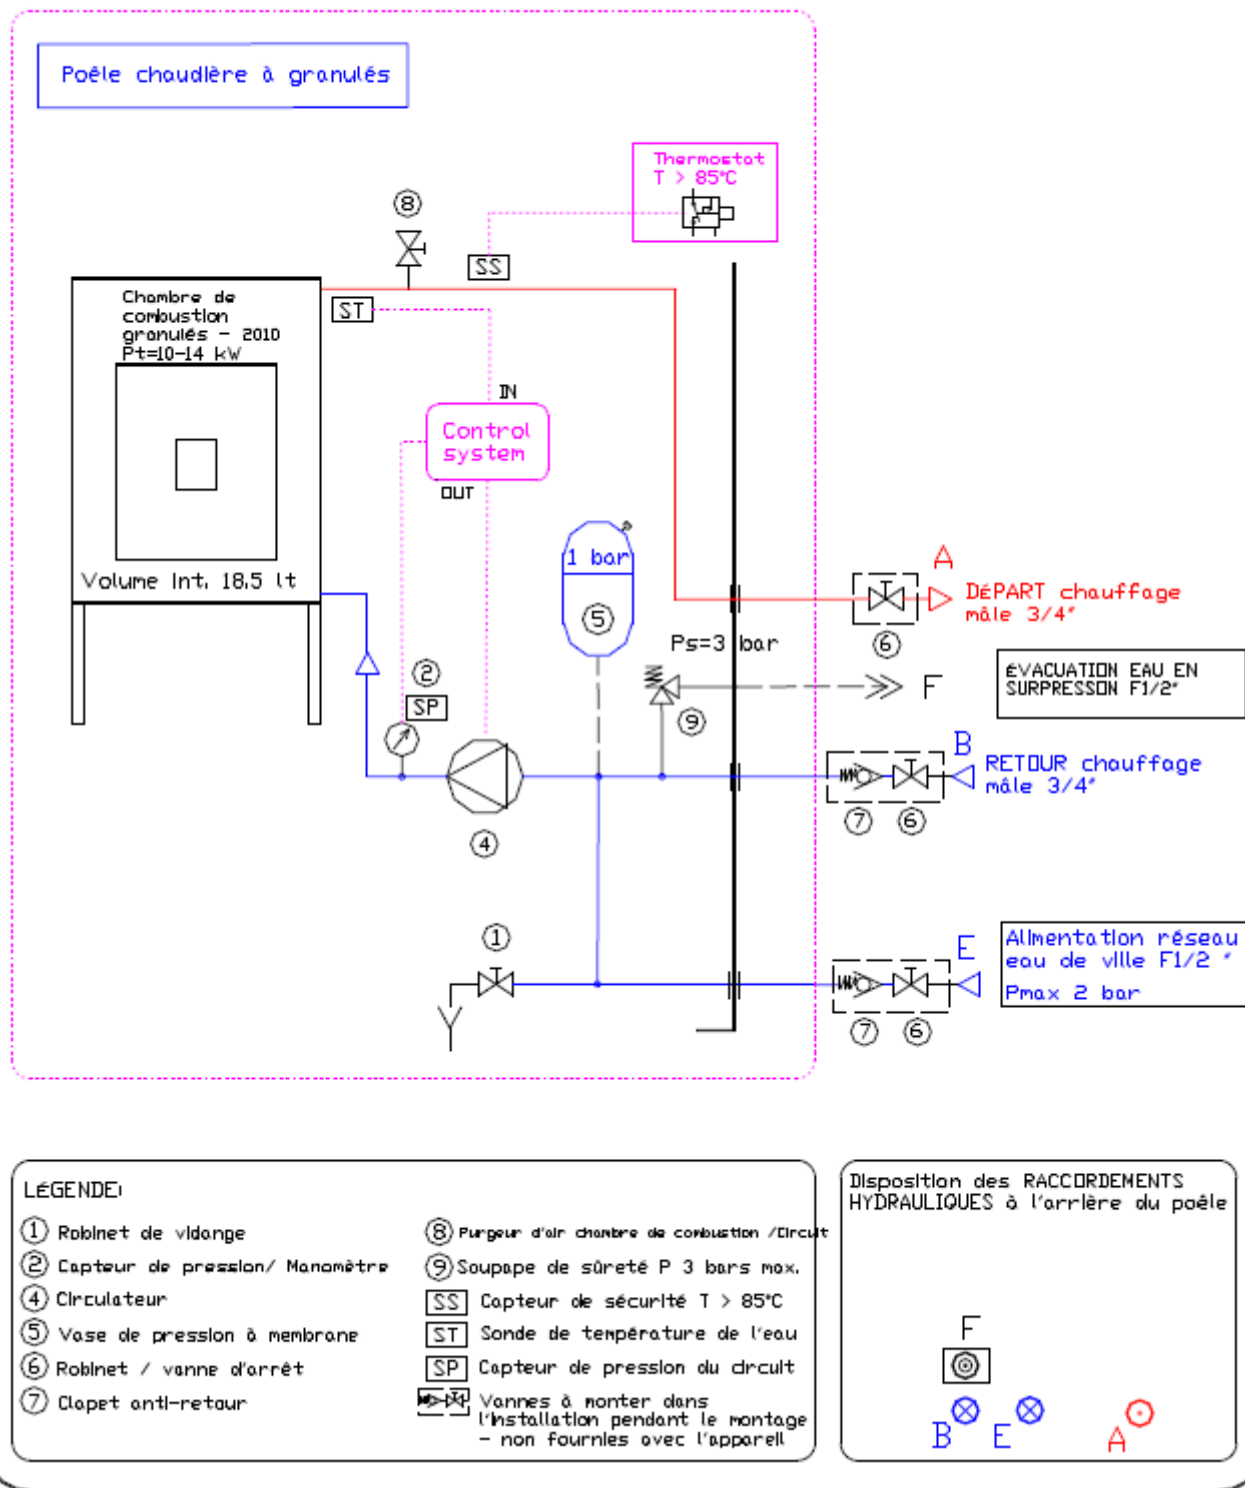 Poêle chaudière à granulés
Thermostat
T > 85°C
8
SS
Chambre de
combustion
granulés - 2010
Pt=10-14 kW
ST
IN
Control
system
OUT
1 bar
5
Volume int. 18.5 lt
A
DÉPART chauffage
mâle 3/4"
6
Ps=3 bar
2
SP
9
F
ÉVACUATION EAU EN
SURPRESSON F1/2"
B
RETOUR chauffage
mâle 3/4"
7
6
4
1
E
Alimentation réseau
eau de ville F1/2 "
Pmax 2 bar
7
6
LÉGENDE:
1 Robinet de vidange
2 Capteur de pression/ Manomètre
4 Circulateur
5 Vase de pression à membrane
6 Robinet / vanne d'arrêt
7 Clapet anti-retour
8 Purgeur d'air chambre de combustion /Circuit
9 Soupape de sûreté P 3 bars max.
SS Capteur de sécurité T > 85°C
ST Sonde de température de l'eau
SP Capteur de pression du circuit
Vannes à monter dans
l'installation pendant le montage
- non fournies avec l'appareil
Disposition des RACCORDEMENTS
HYDRAULIQUES à l'arrière du poêle
F
B
E
A